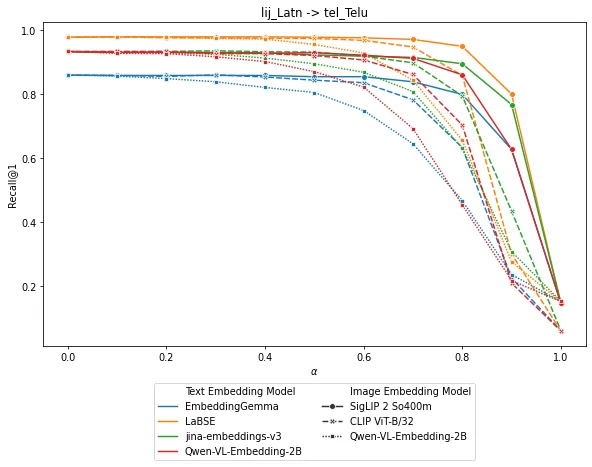 lij_Latn -> tel_Telu
1.0
0.8
0.6
0.4
0.2
Recall@1
0.0 0.2 0.4 0.6 0.8 1.0
α
Text Embedding Model
EmbeddingGemma
LaBSE
jina-embeddings-v3
Qwen-VL-Embedding-2B
Image Embedding Model
SigLIP 2 So400m
CLIP ViT-B/32
Qwen-VL-Embedding-2B